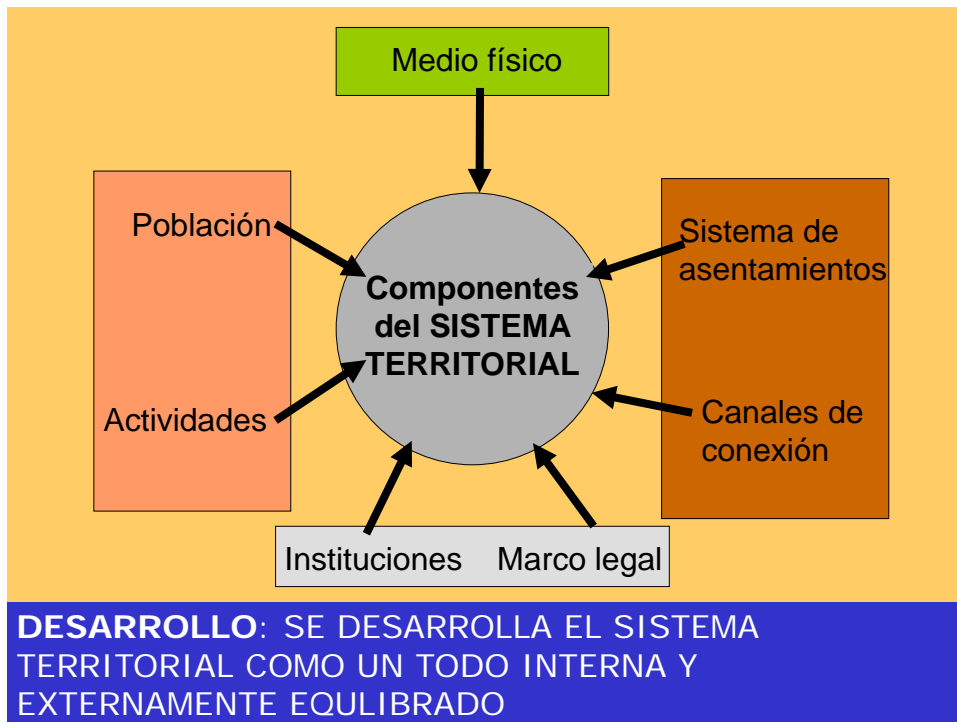 Medio físico
Población
Actividades
Componentes
del SISTEMA
TERRITORIAL
Sistema de
asentamientos
Canales de
conexión
Instituciones
Marco legal
DESARROLLO: SE DESARROLLA EL SISTEMA
TERRITORIAL COMO UN TODO INTERNA Y
EXTERNAMENTE EQULIBRADO